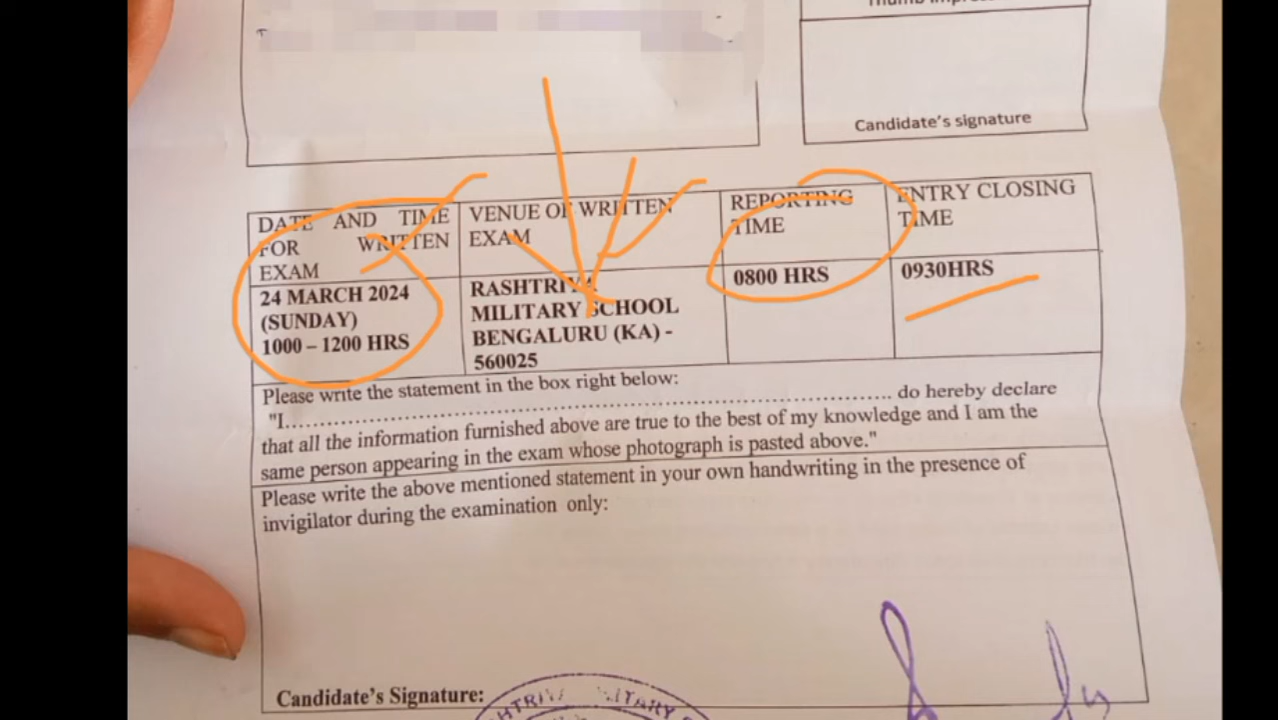 Candidate's signature
DATE AND TIME
FOR WRITTEN
EXAM
VENUE OF WRITTEN
EXAM
REPORTING
TIME
ENTRY CLOSING
TIME
24 MARCH 2024
(SUNDAY)
1000 – 1200 HRS
RASHTRIYA
MILITARY SCHOOL
BENGALURU (KA) -
560025
0800 HRS
0930HRS
Please write the statement in the box right below:
"I.......................................................................................... do hereby declare
that all the information furnished above are true to the best of my knowledge and I am the
same person appearing in the exam whose photograph is pasted above."
Please write the above mentioned statement in your own handwriting in the presence of
invigilator during the examination only:
Candidate's Signature: